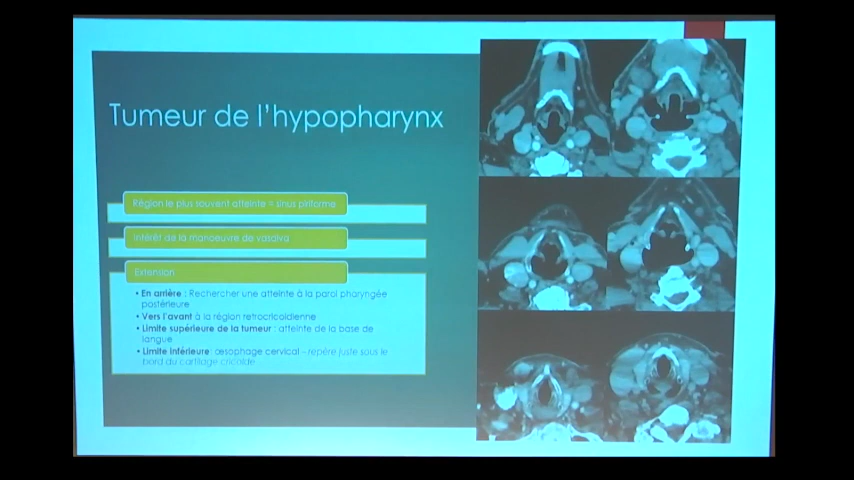 Tumeur de l'hypopharynx
Région le plus souvent atteinte = sinus piriforme
Intérêt de la manoeuvre de vasalva
Extension
• En arrière : Rechercher une atteinte à la paroi pharyngée
postérieure
• Vers l'avant à la région retrocricoïdienne
• Limite supérieure de la tumeur : atteinte de la base de
langue
• Limite inférieure: œsophage cervical – repère juste sous le
bord du cartilage cricoïde